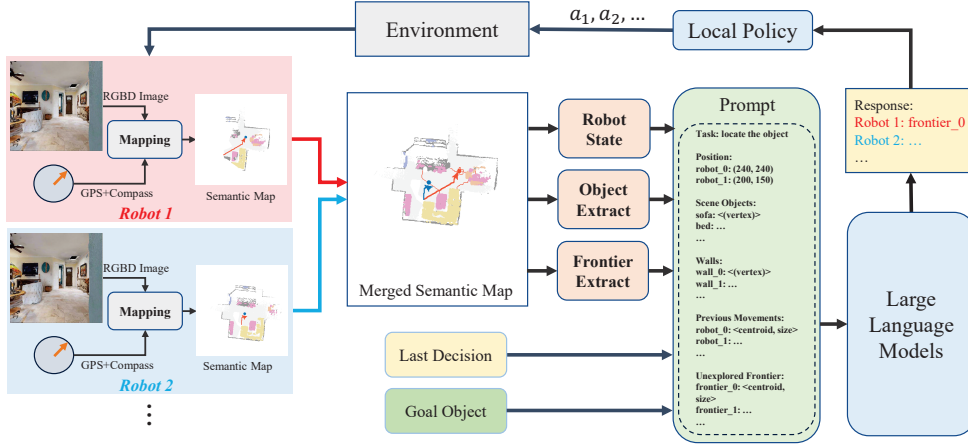 Environment
a₁, a₂, ...
Local Policy
RGBD Image
Mapping
GPS+Compass
Semantic Map
Robot 1
RGBD Image
Mapping
GPS+Compass
Semantic Map
Robot 2
Merged Semantic Map
Robot
State
Object
Extract
Frontier
Extract
Last Decision
Goal Object
Prompt
Task: locate the object
Position:
robot_0: (240, 240)
robot_1: (200, 150)
Scene Objects:
sofa: <(vertex)>
bed: ...
...
Walls:
wall_0: <(vertex)>
wall_1: ...
...
Previous Movements:
robot_0: <centroid, size>
robot_1: ...
...
Unexplored Frontier:
frontier_0: <centroid,
size>
frontier_1: ...
...
Response:
Robot 1: frontier_0
Robot 2: ...
...
Large
Language
Models